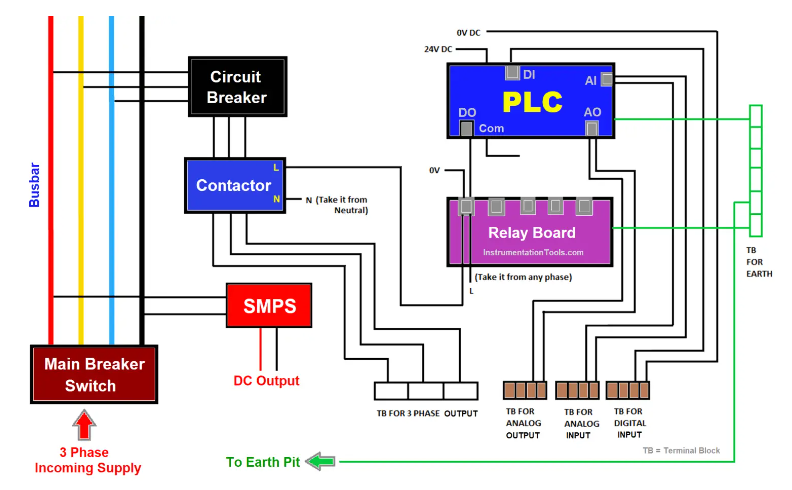 0V DC
24V DC
Circuit
Breaker
DI
AI
PLC
DO
AO
Com
Busbar
L
Contactor
N
N (Take it from
Neutral)
0V
Relay Board
InstrumentationTools.com
(Take it from any phase)
L
TB
FOR
EARTH
SMPS
DC Output
Main Breaker
Switch
TB FOR 3 PHASE OUTPUT
TB FOR
ANALOG
OUTPUT
TB FOR
ANALOG
INPUT
TB FOR
DIGITAL
INPUT
TB = Terminal Block
3 Phase
Incoming Supply
To Earth Pit